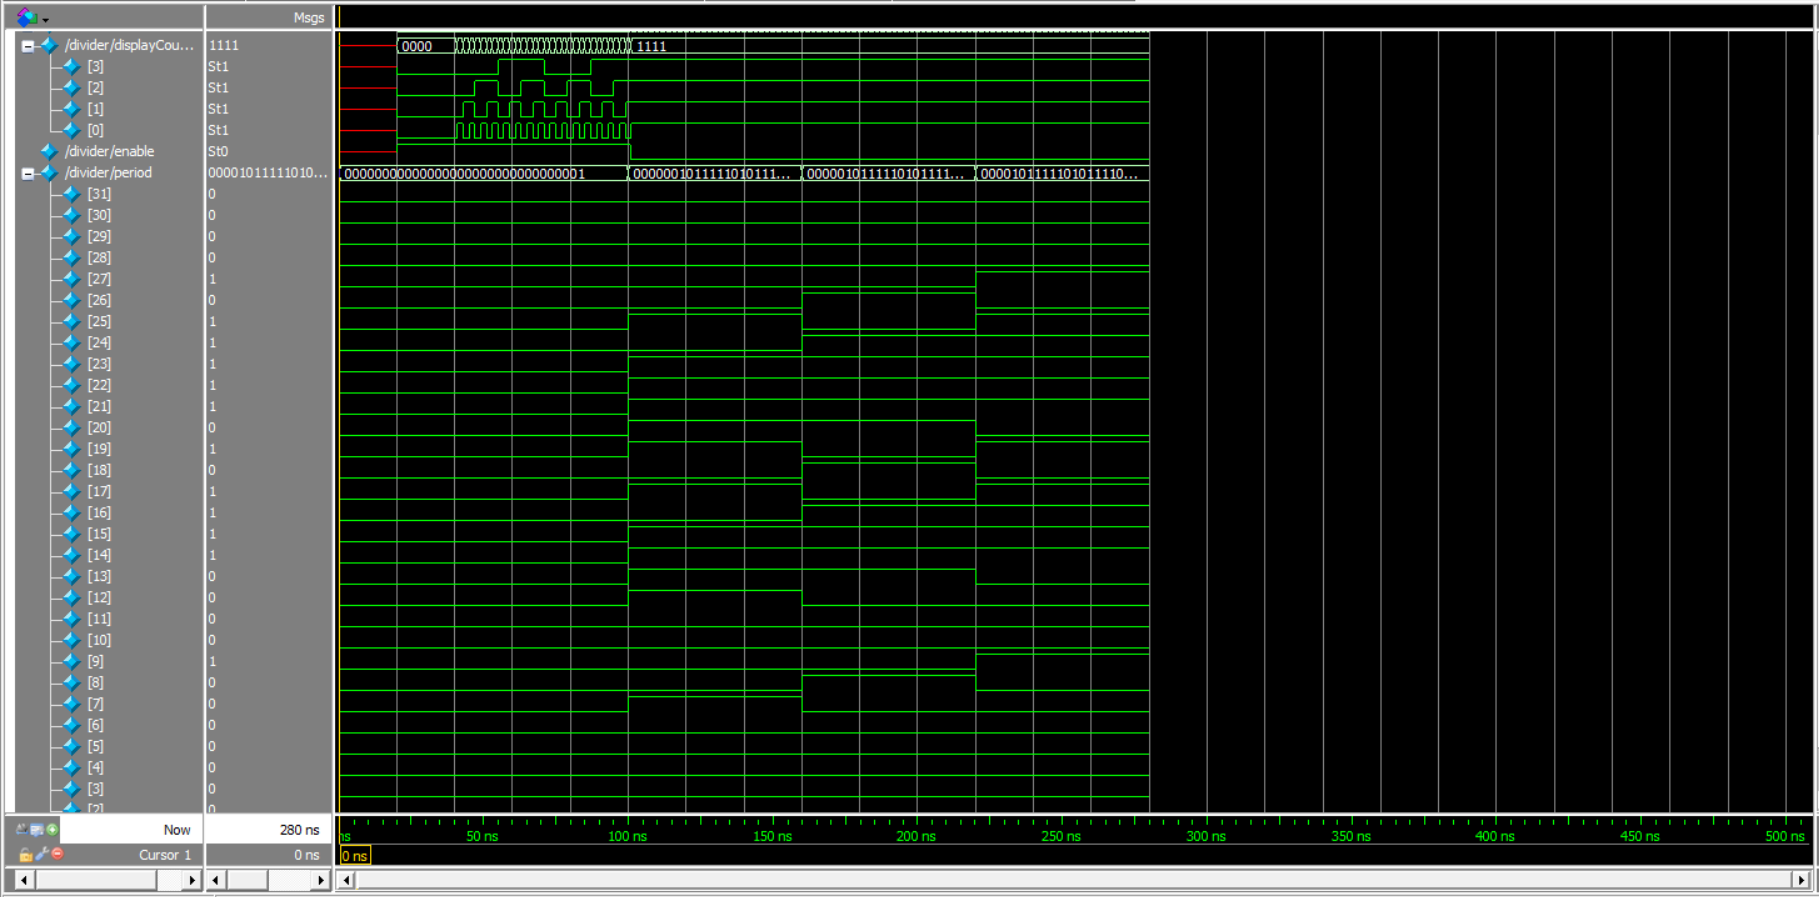 Msgs
/divider/displayCou... 1111 0000 1111
[3] St1
[2] St1
[1] St1
[0] St1
/divider/enable St0
/divider/period 00001011111010... 00000000000000000000000000000001 0000001011111010111... 0000010111110101111... 0000101111101011110...
[31] 0
[30] 0
[29] 0
[28] 0
[27] 1
[26] 0
[25] 1
[24] 1
[23] 1
[22] 1
[21] 1
[20] 0
[19] 1
[18] 0
[17] 1
[16] 1
[15] 1
[14] 1
[13] 0
[12] 0
[11] 0
[10] 0
[9] 1
[8] 0
[7] 0
[6] 0
[5] 0
[4] 0
[3] 0
[2] 0
Now 280 ns
ns 50 ns 100 ns 150 ns 200 ns 250 ns 300 ns 350 ns 400 ns 450 ns 500 ns
Cursor 1 0 ns 0 ns